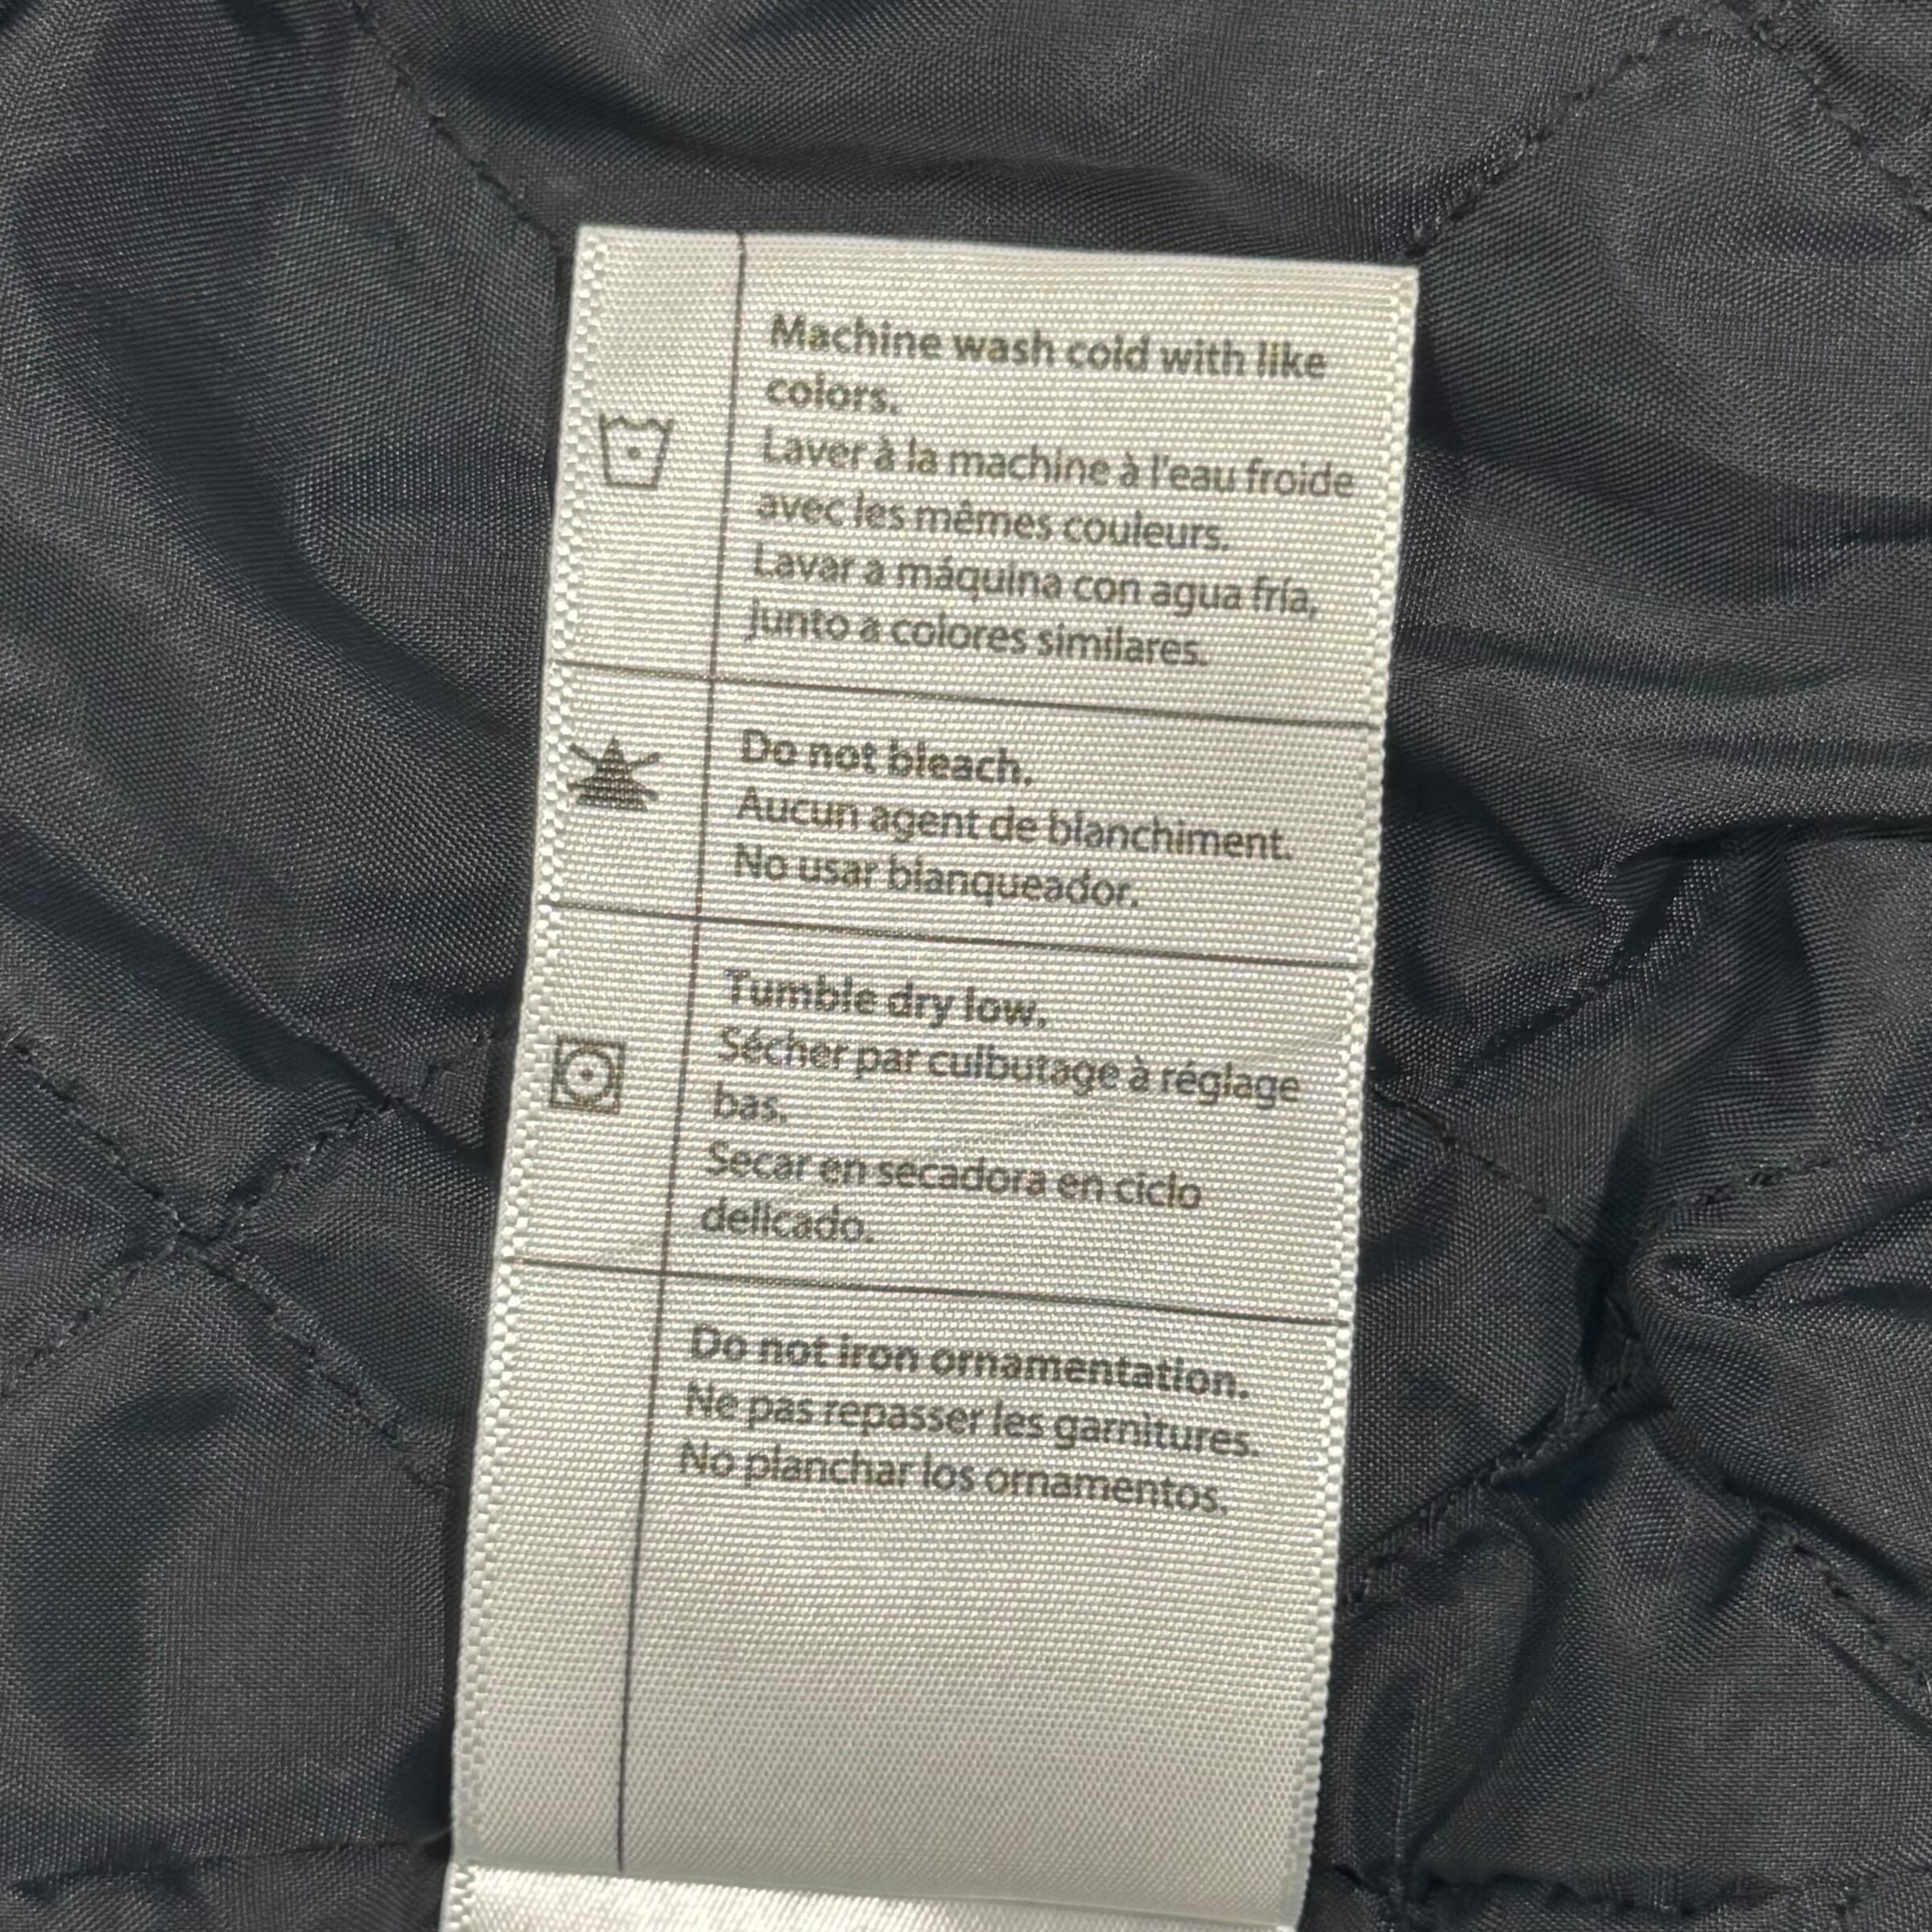 Machine wash cold with like
colors.
Laver à la machine à l'eau froide
avec les mêmes couleurs.
Lavar a máquina con agua fría,
junto a colores similares.
Do not bleach.
Aucun agent de blanchiment.
No usar blanqueador.
Tumble dry low.
Sécher par culbutage à réglage
bas.
Secar en secadora en ciclo
delicado.
Do not iron ornamentation.
Ne pas repasser les garnitures.
No planchar los ornamentos.